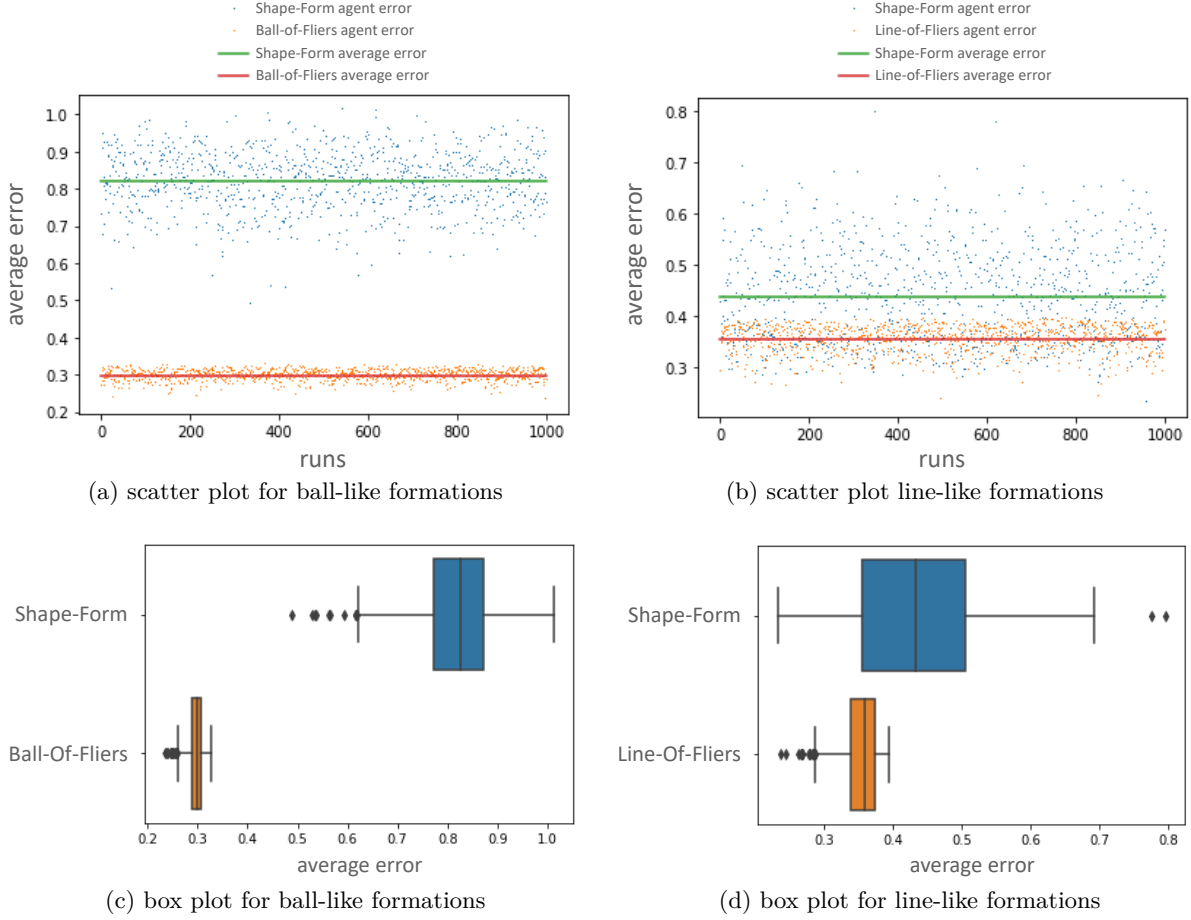 Shape-Form agent error
Ball-of-Fliers agent error
Shape-Form average error
Ball-of-Fliers average error
1.0
0.9
0.8
0.7
0.6
0.5
0.4
0.3
0.2
average error
0 200 400 600 800 1000
runs
(a) scatter plot for ball-like formations
Shape-Form agent error
Line-of-Fliers agent error
Shape-Form average error
Line-of-Fliers average error
0.8
0.7
0.6
0.5
0.4
0.3
average error
0 200 400 600 800 1000
runs
(b) scatter plot line-like formations
Shape-Form
Ball-Of-Fliers
0.2 0.3 0.4 0.5 0.6 0.7 0.8 0.9 1.0
average error
(c) box plot for ball-like formations
Shape-Form
Line-Of-Fliers
0.3 0.4 0.5 0.6 0.7 0.8
average error
(d) box plot for line-like formations